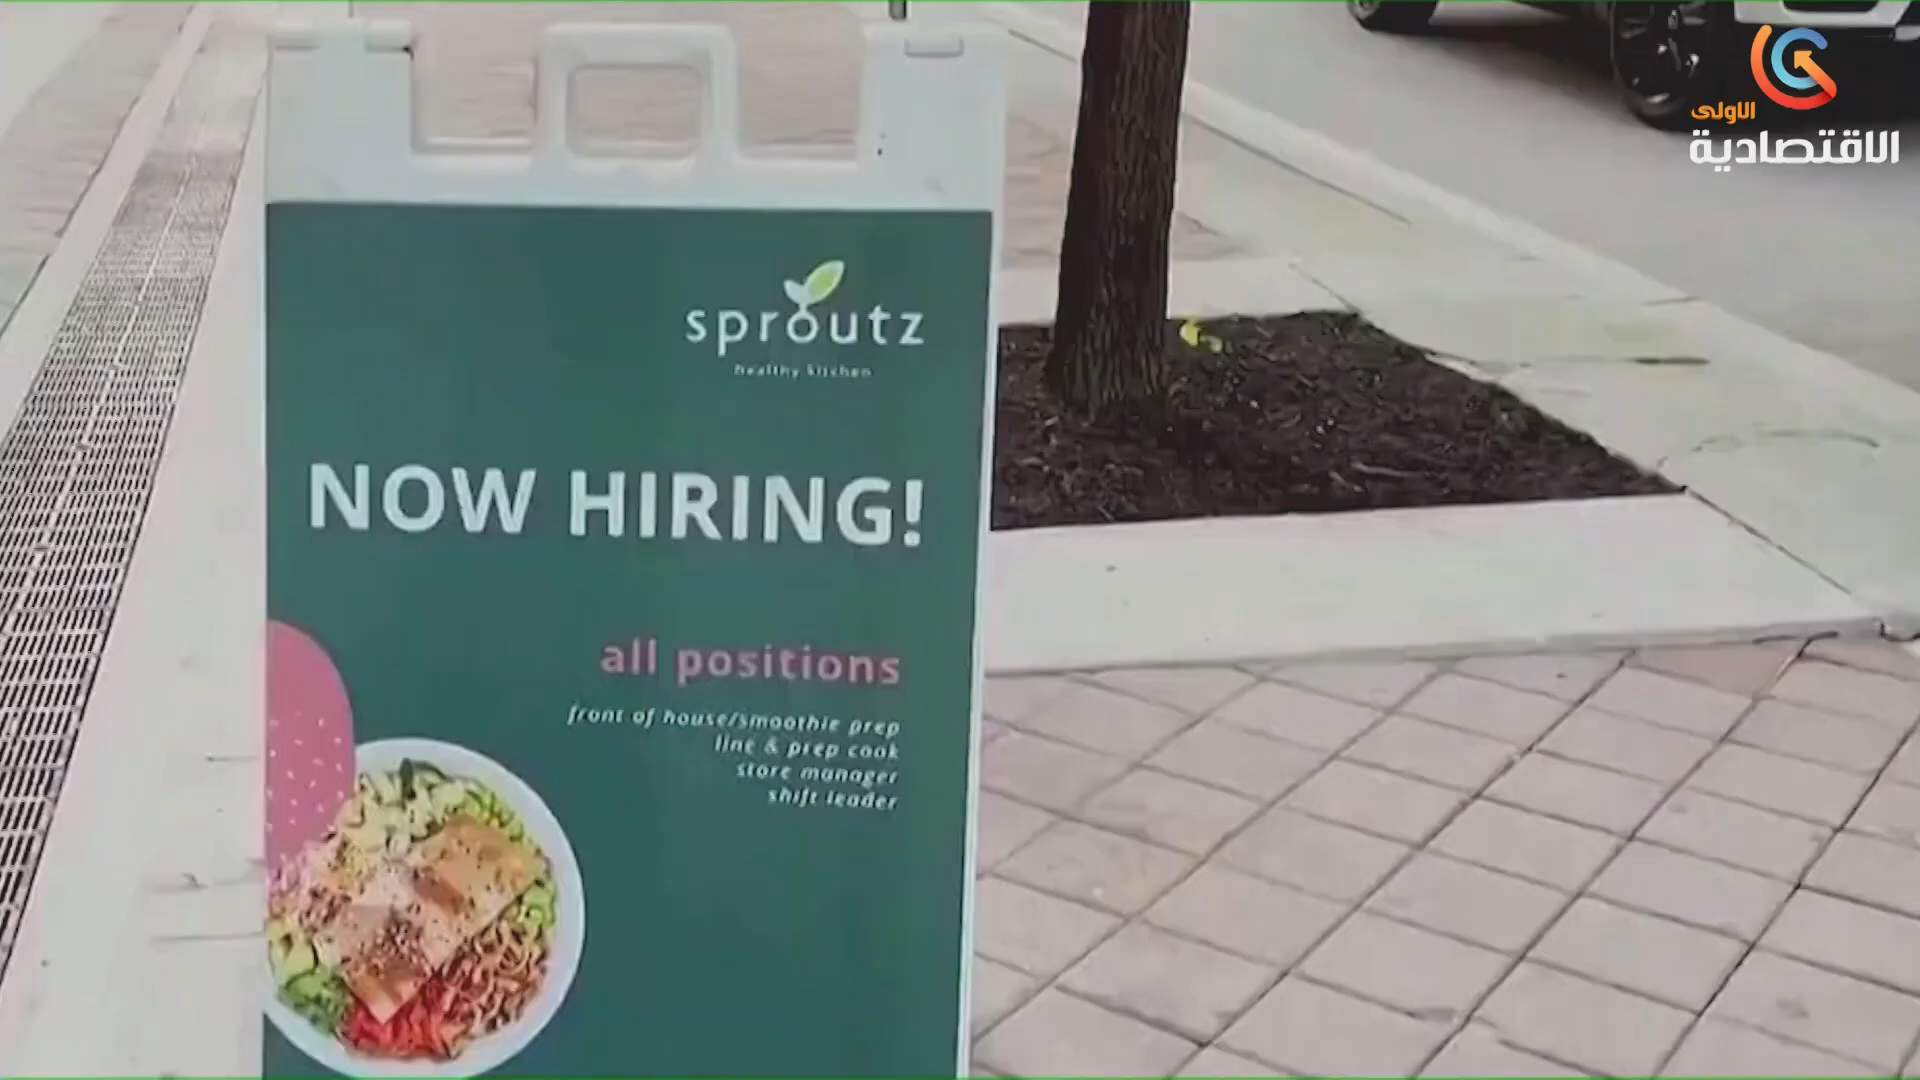 الاولى
الاقتصادية
sproutz
healthy kitchen
NOW HIRING!
all positions
front of house/smoothie prep
line & prep cook
store manager
shift leader